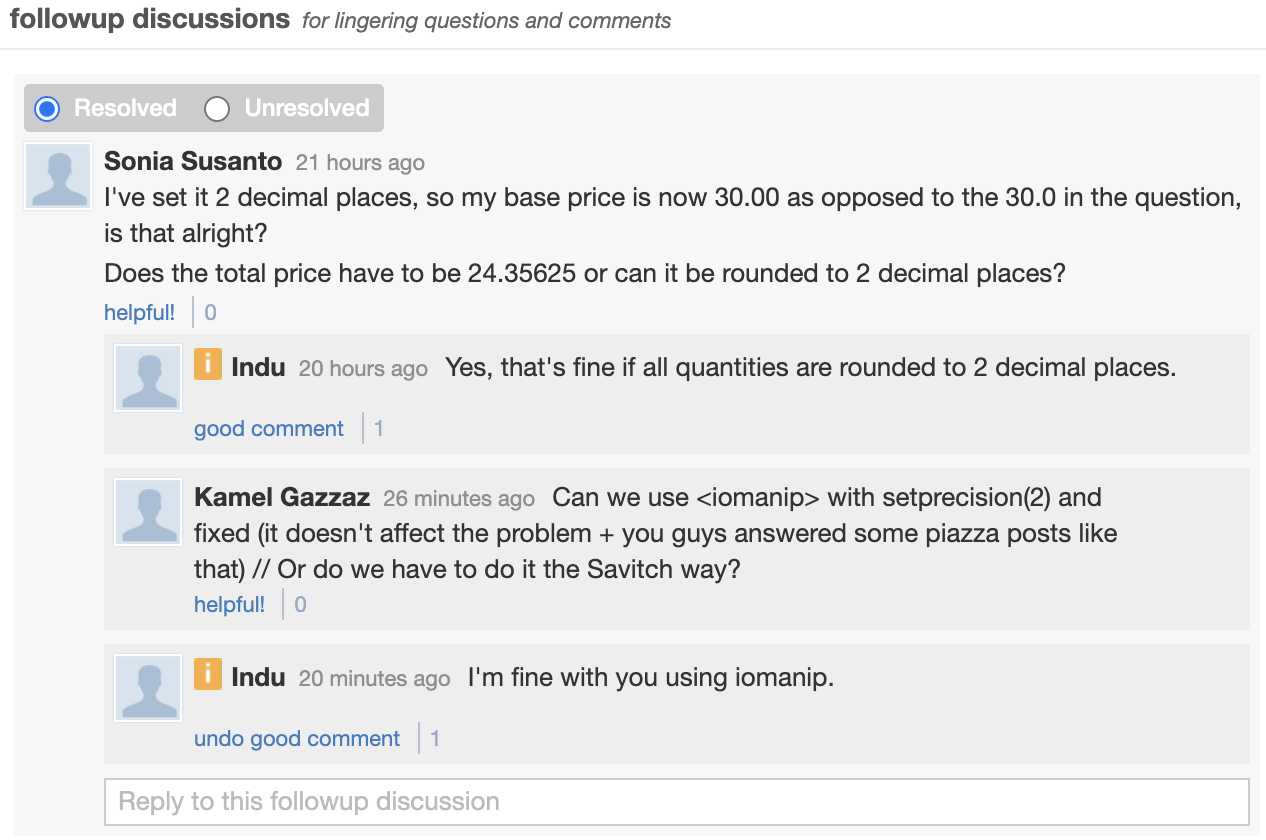 followup discussions for lingering questions and comments
Resolved Unresolved
Sonia Susanto 21 hours ago
I've set it 2 decimal places, so my base price is now 30.00 as opposed to the 30.0 in the question,
is that alright?
Does the total price have to be 24.35625 or can it be rounded to 2 decimal places?
helpful! 0
i Indu 20 hours ago Yes, that's fine if all quantities are rounded to 2 decimal places.
good comment 1
Kamel Gazzaz 26 minutes ago Can we use <iomanip> with setprecision(2) and
fixed (it doesn't affect the problem + you guys answered some piazza posts like
that) // Or do we have to do it the Savitch way?
helpful! 0
i Indu 20 minutes ago I'm fine with you using iomanip.
undo good comment 1
Reply to this followup discussion